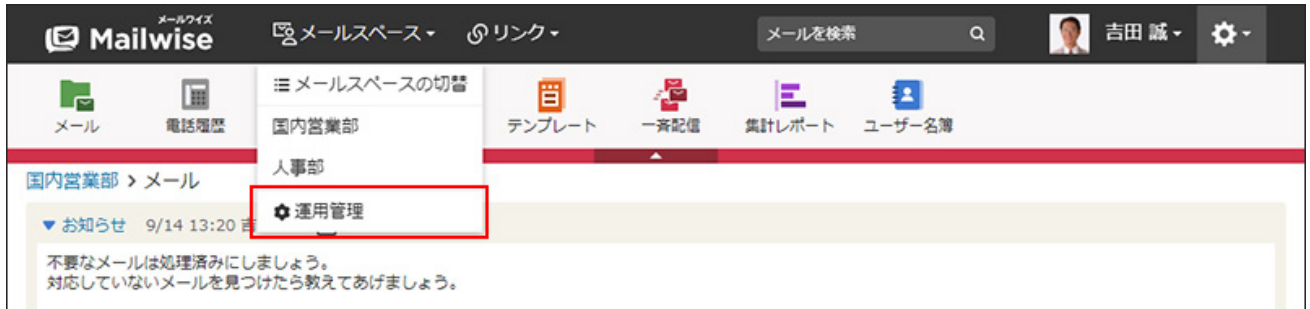 メールワイズ
Mailwise
メールスペース
リンク
メールを検索
吉田 誠
メール
電話履歴
メールスペースの切替
国内営業部
人事部
運用管理
テンプレート
一斉配信
集計レポート
ユーザー名簿
国内営業部 > メール
お知らせ 9/14 13:20 吉
不要なメールは処理済みにしましょう。
対応していないメールを見つけたら教えてあげましょう。